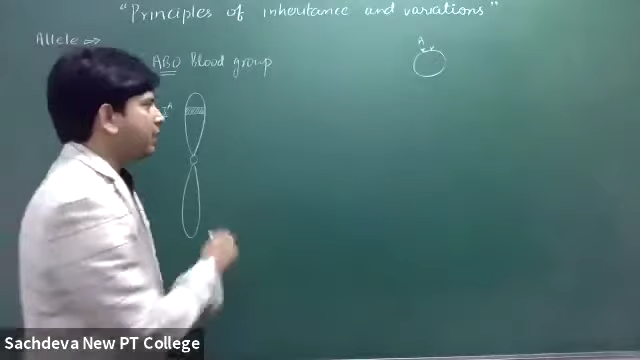 "Principles of inheritance and variations"
Allele ⇒
ABO Blood group
A
I^A
Sachdeva New PT College